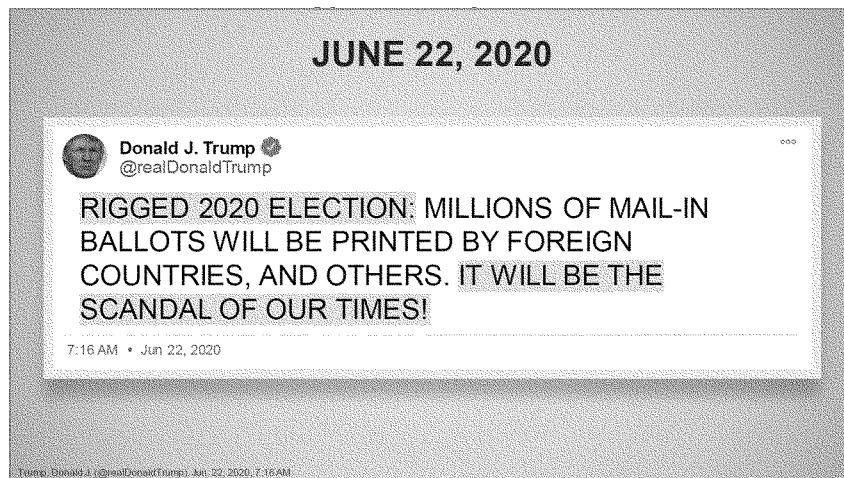 JUNE 22, 2020
Donald J. Trump
@realDonaldTrump
RIGGED 2020 ELECTION: MILLIONS OF MAIL-IN
BALLOTS WILL BE PRINTED BY FOREIGN
COUNTRIES, AND OTHERS. IT WILL BE THE
SCANDAL OF OUR TIMES!
7:16 AM • Jun 22, 2020
Trump, Donald J. (@realDonaldTrump). Jun. 22, 2020, 7:16 AM